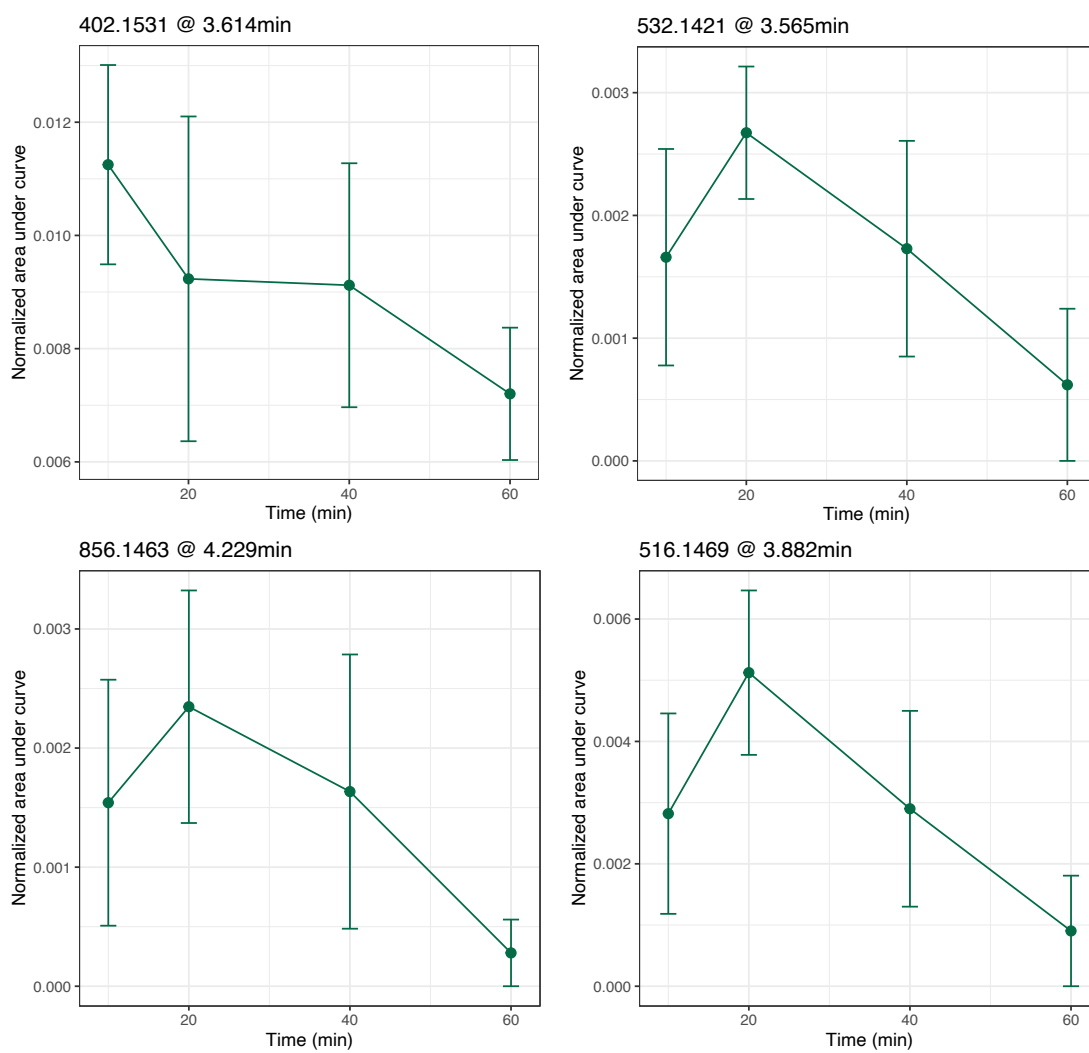 402.1531 @ 3.614min
Normalized area under curve
0.012
0.010
0.008
0.006
20 40 60
Time (min)
532.1421 @ 3.565min
Normalized area under curve
0.003
0.002
0.001
0.000
20 40 60
Time (min)
856.1463 @ 4.229min
Normalized area under curve
0.003
0.002
0.001
0.000
20 40 60
Time (min)
516.1469 @ 3.882min
Normalized area under curve
0.006
0.004
0.002
0.000
20 40 60
Time (min)